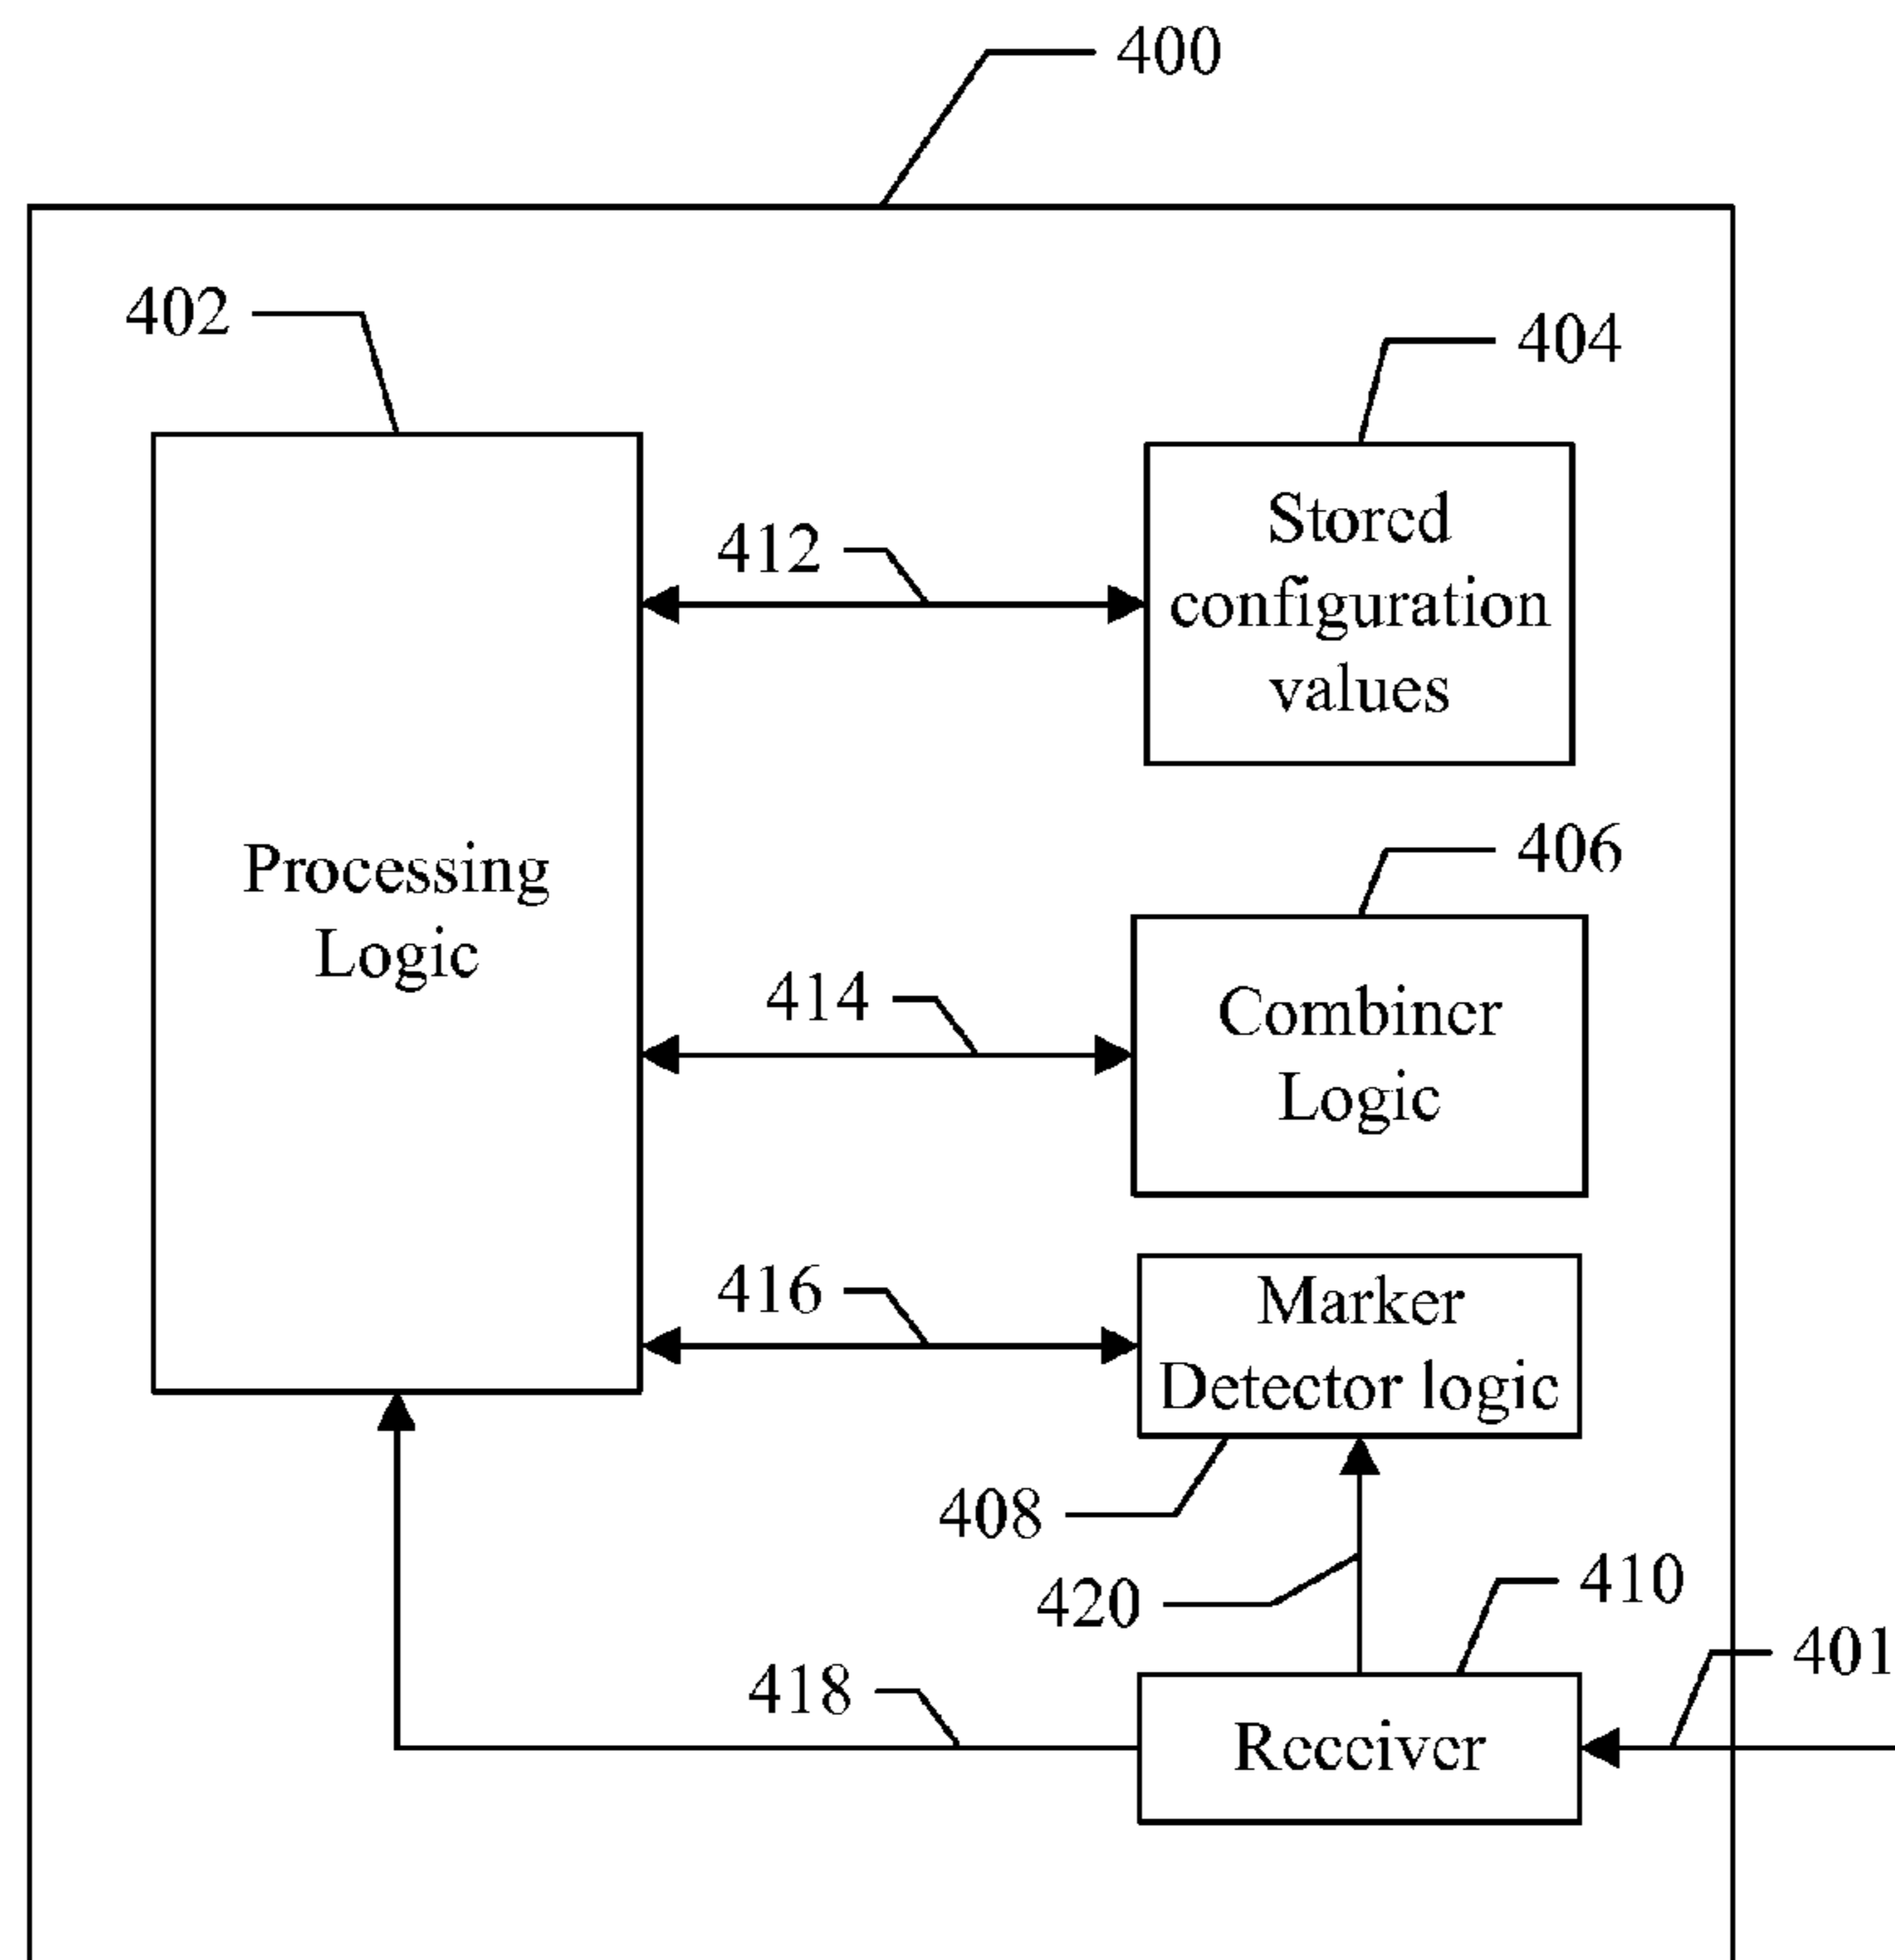 400
402
404
Stored
configuration
values
412
406
Processing
Logic
414
Combiner
Logic
416
Marker
Detector logic
408
420
410
401
418
Receiver